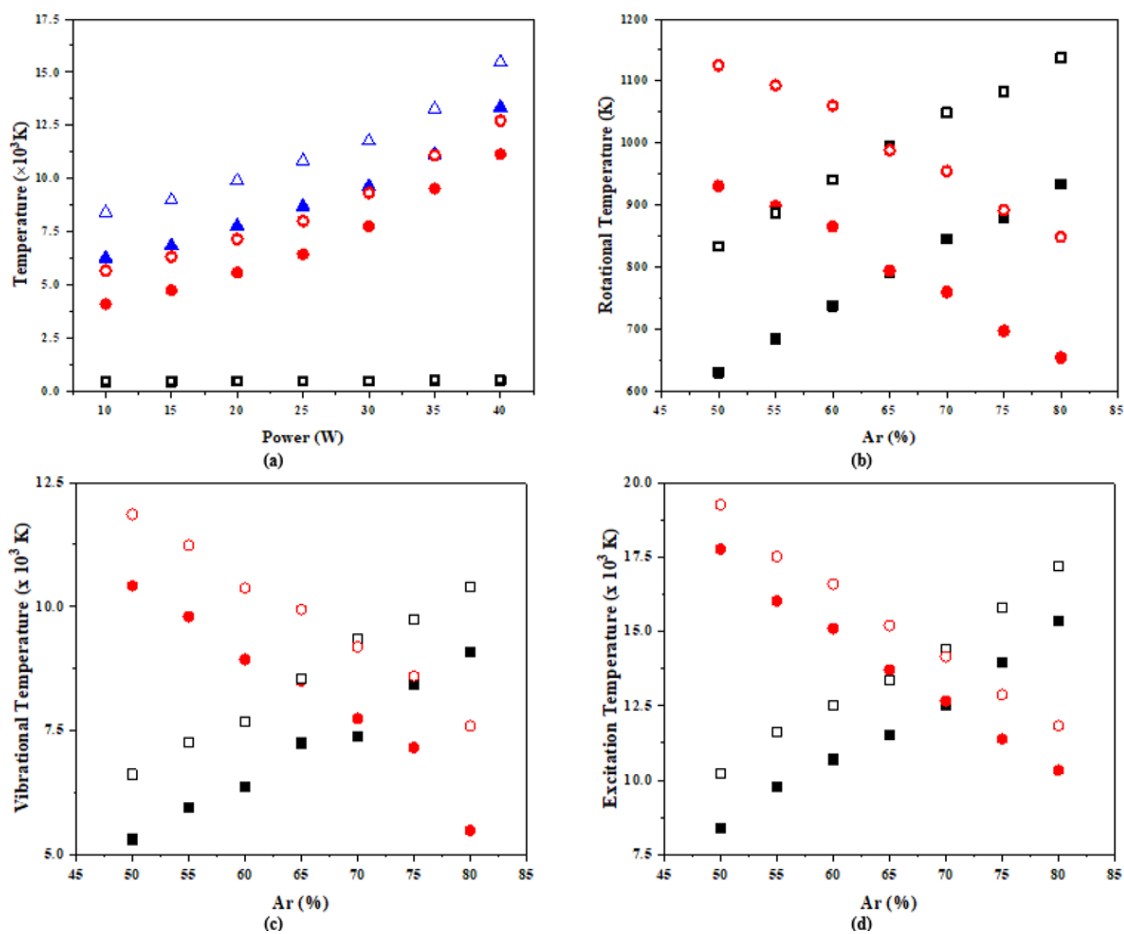 17.5
15.0
12.5
10.0
7.5
5.0
2.5
0.0
Temperature (×10³K)
10 15 20 25 30 35 40
Power (W)
(a)
1200
1100
1000
900
800
700
600
Rotational Temperature (K)
45 50 55 60 65 70 75 80 85
Ar (%)
(b)
12.5
10.0
7.5
5.0
Vibrational Temperature (x 10³ K)
45 50 55 60 65 70 75 80 85
Ar (%)
(c)
20.0
17.5
15.0
12.5
10.0
7.5
Excitation Temperature (x 10³ K)
45 50 55 60 65 70 75 80 85
Ar (%)
(d)